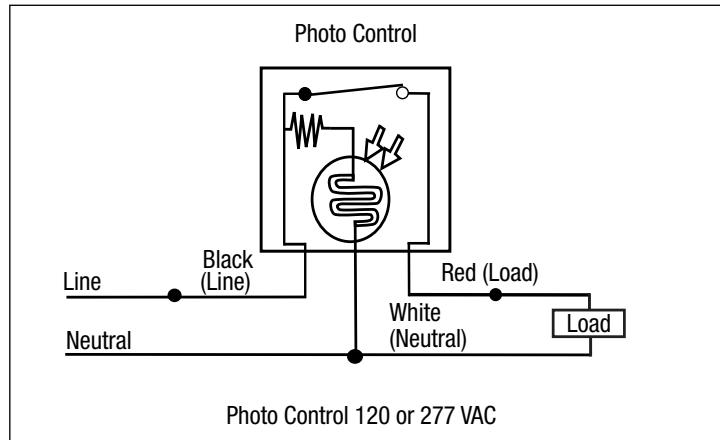 Photo Control
Line
Black
(Line)
Red (Load)
White
(Neutral)
Load
Neutral
Photo Control 120 or 277 VAC